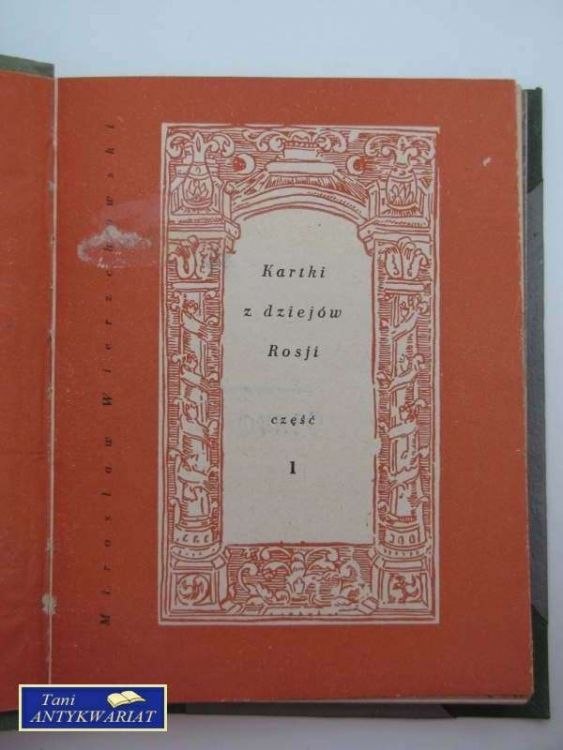 Mirosław Wierzchowski
Kartki
z dziejów
Rosji
część
1
Tani
ANTYKWARIAT